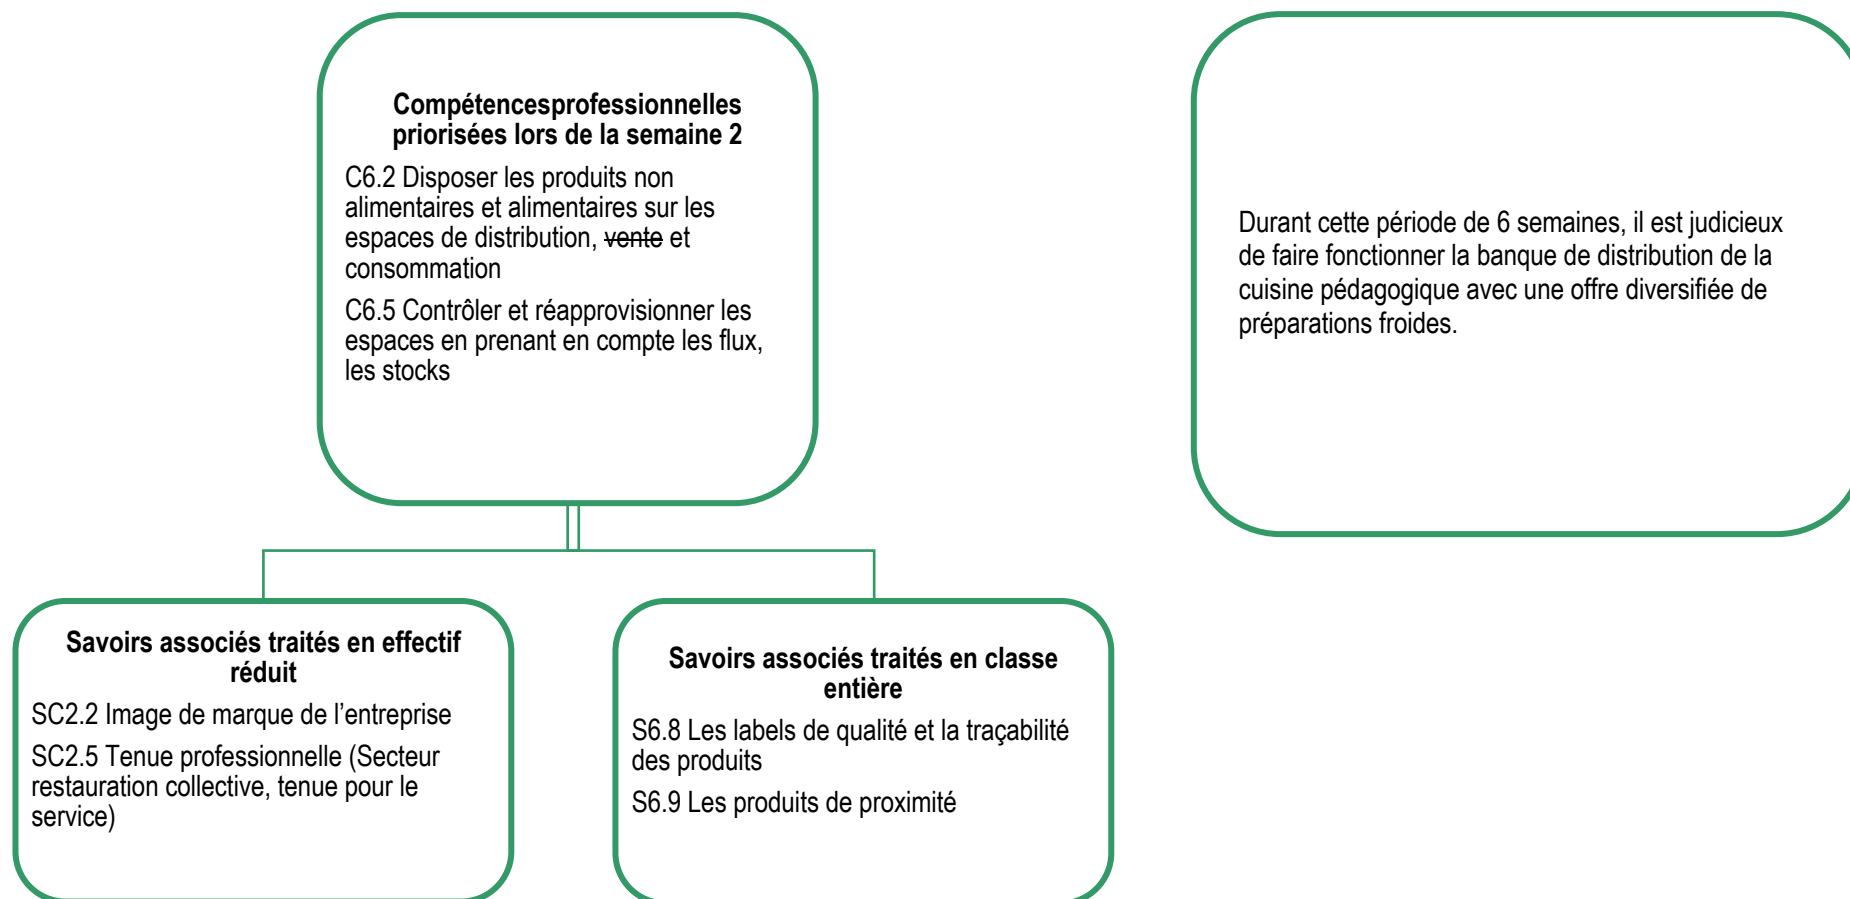 Compétencesprofessionnelles
priorisées lors de la semaine 2
C6.2 Disposer les produits non
alimentaires et alimentaires sur les
espaces de distribution, vente et
consommation
C6.5 Contrôler et réapprovisionner les
espaces en prenant en compte les flux,
les stocks
Durant cette période de 6 semaines, il est judicieux
de faire fonctionner la banque de distribution de la
cuisine pédagogique avec une offre diversifiée de
préparations froides.
Savoirs associés traités en effectif
réduit
SC2.2 Image de marque de l’entreprise
SC2.5 Tenue professionnelle (Secteur
restauration collective, tenue pour le
service)
Savoirs associés traités en classe
entière
S6.8 Les labels de qualité et la traçabilité
des produits
S6.9 Les produits de proximité